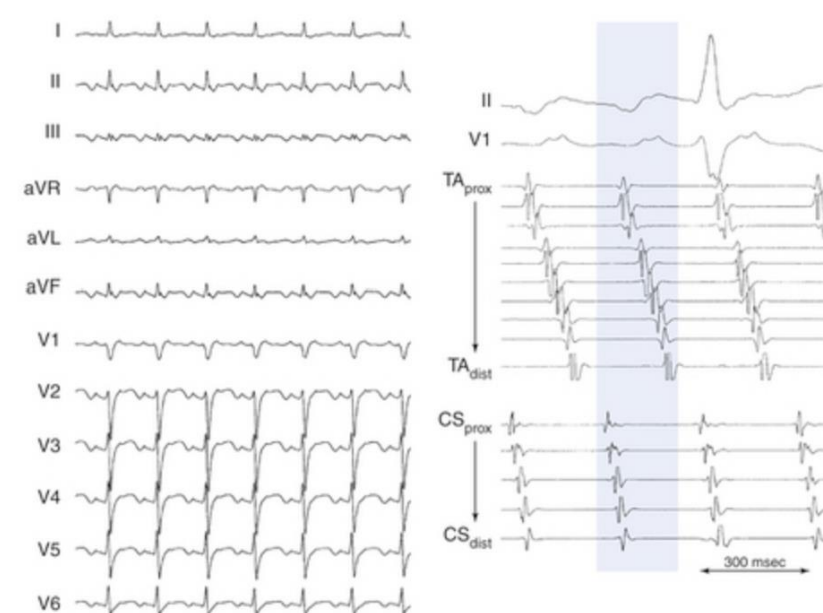 I
II
III
aVR
aVL
aVF
V1
V2
V3
V4
V5
V6
II
V1
TAprox
TAdist
CSprox
CSdist
300 msec